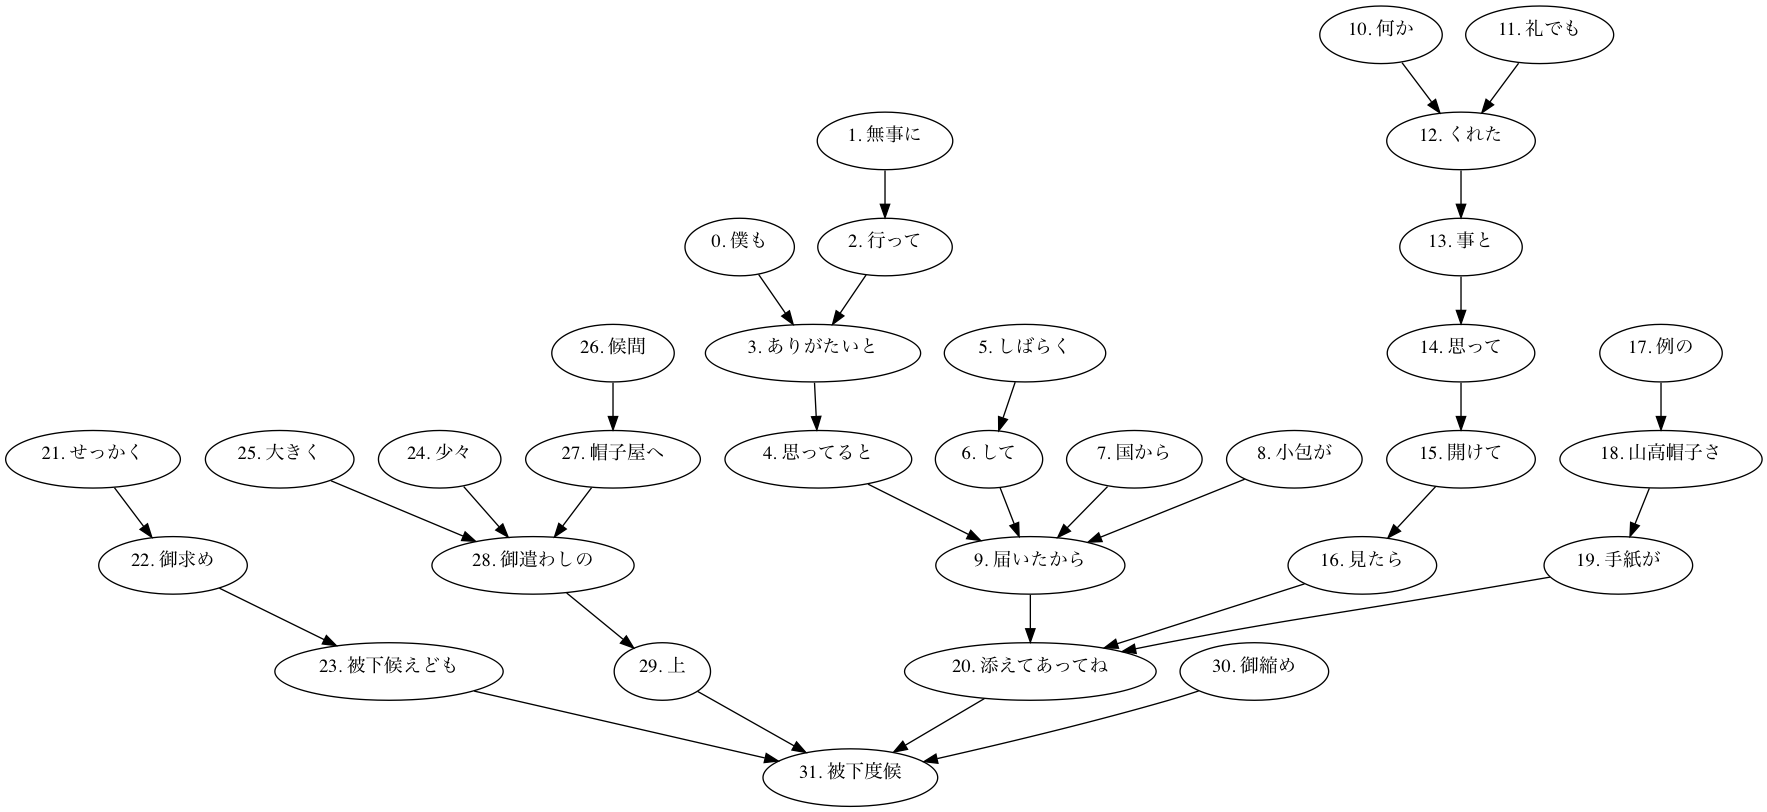 10. 何か
11. 礼でも
1. 無事に
12. くれた
0. 僕も
2. 行って
13. 事と
26. 候間
3. ありがたいと
5. しばらく
14. 思って
17. 例の
21. せっかく
25. 大きく
24. 少々
27. 帽子屋へ
4. 思ってると
6. して
7. 国から
8. 小包が
15. 開けて
18. 山高帽子さ
22. 御求め
28. 御遣わしの
9. 届いたから
16. 見たら
19. 手紙が
23. 被下候えども
29. 上
20. 添えてあってね
30. 御縮め
31. 被下度候